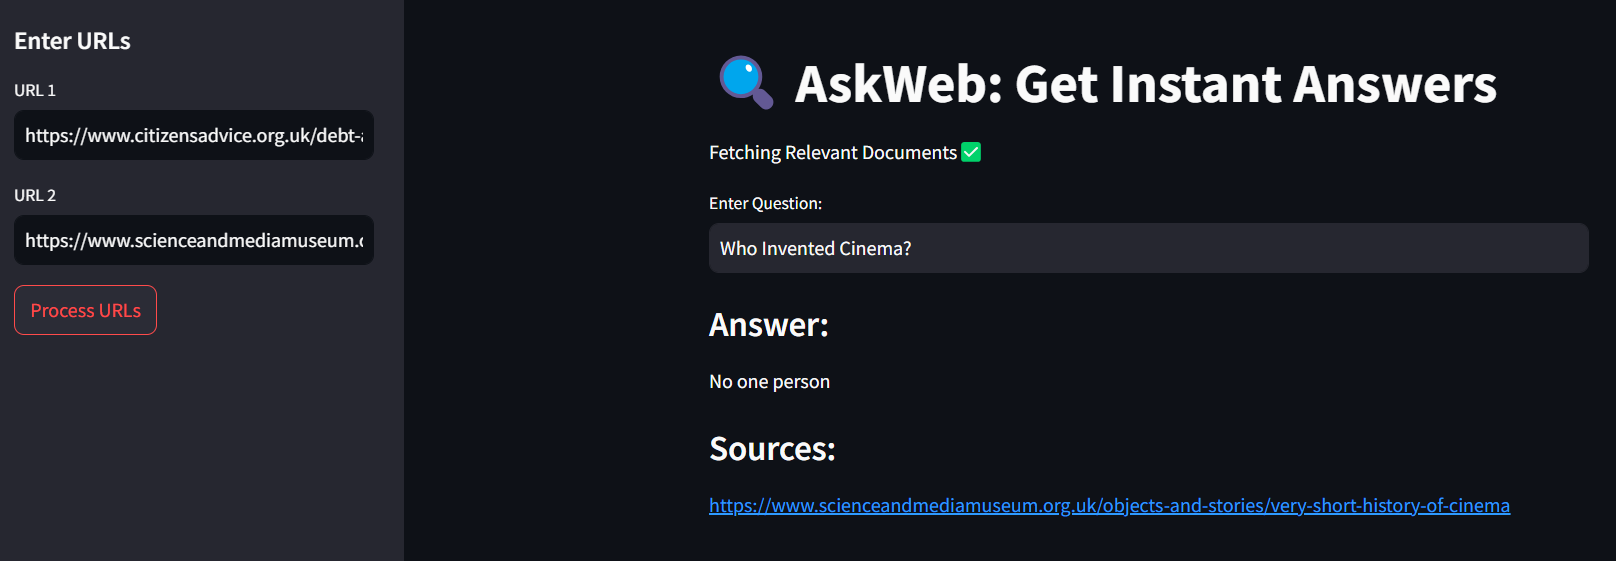 Enter URLs
URL 1
https://www.citizensadvice.org.uk/debt-
URL 2
https://www.scienceandmediamuseum.
Process URLs
AskWeb: Get Instant Answers
Fetching Relevant Documents
Enter Question:
Who Invented Cinema?
Answer:
No one person
Sources:
https://www.scienceandmediamuseum.org.uk/objects-and-stories/very-short-history-of-cinema